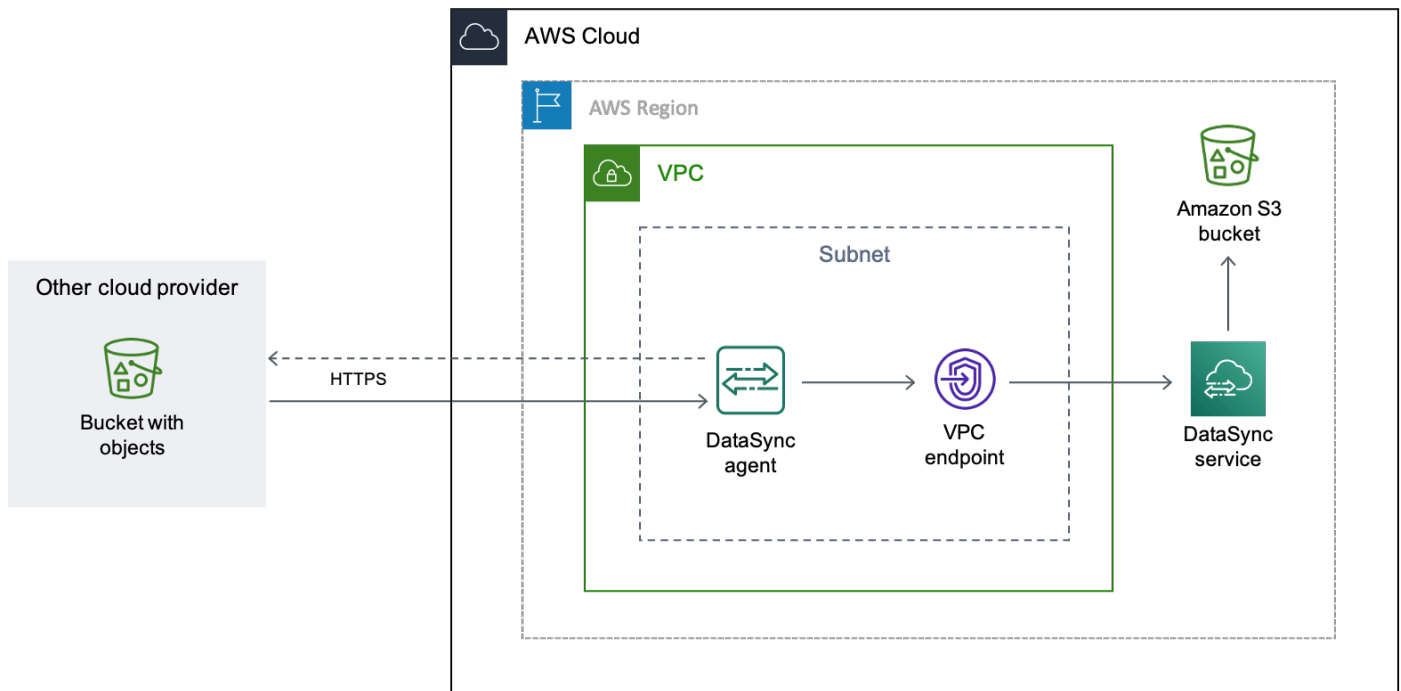 AWS Cloud
AWS Region
VPC
Amazon S3
bucket
Subnet
Other cloud provider
HTTPS
Bucket with
objects
DataSync
agent
VPC
endpoint
DataSync
service